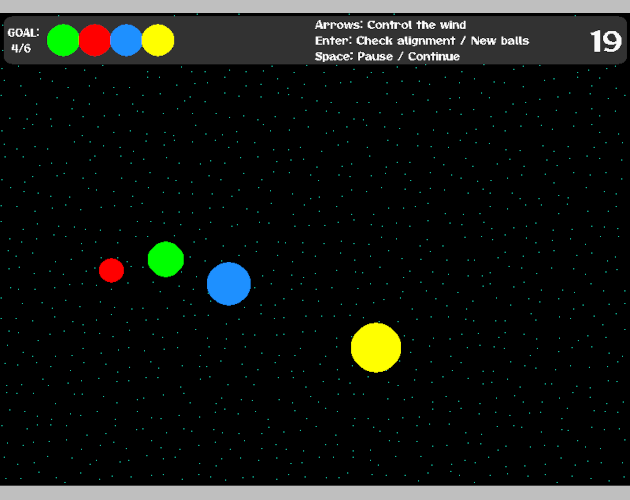 GOAL:
4/6
Arrows: Control the wind
Enter: Check alignment / New balls
Space: Pause / Continue
19